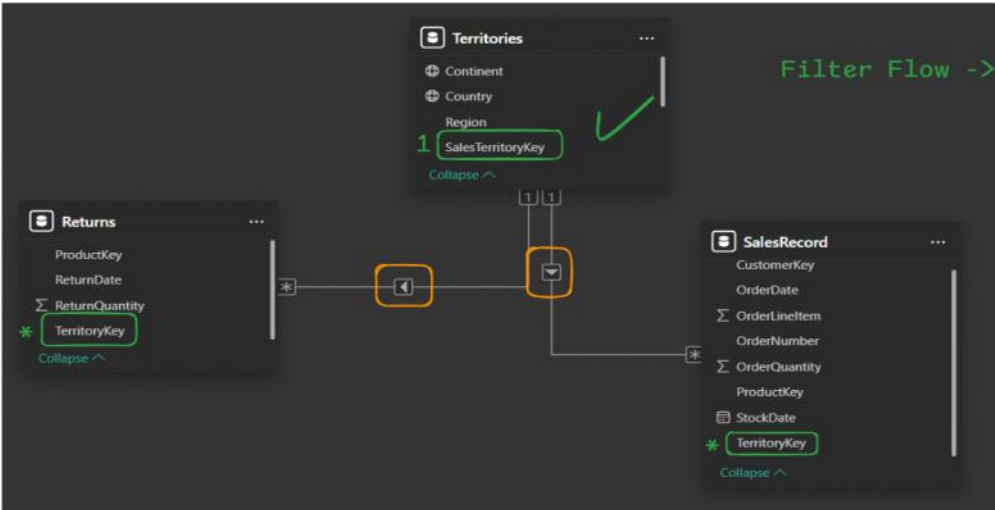 Territories
...
Continent
Country
Region
1 SalesTerritoryKey
Collapse
Filter Flow ->
1 1
Returns
...
ProductKey
ReturnDate
Σ ReturnQuantity
* TerritoryKey
Collapse
*
SalesRecord
...
CustomerKey
OrderDate
Σ OrderLineItem
OrderNumber
Σ OrderQuantity
ProductKey
StockDate
* TerritoryKey
Collapse
*